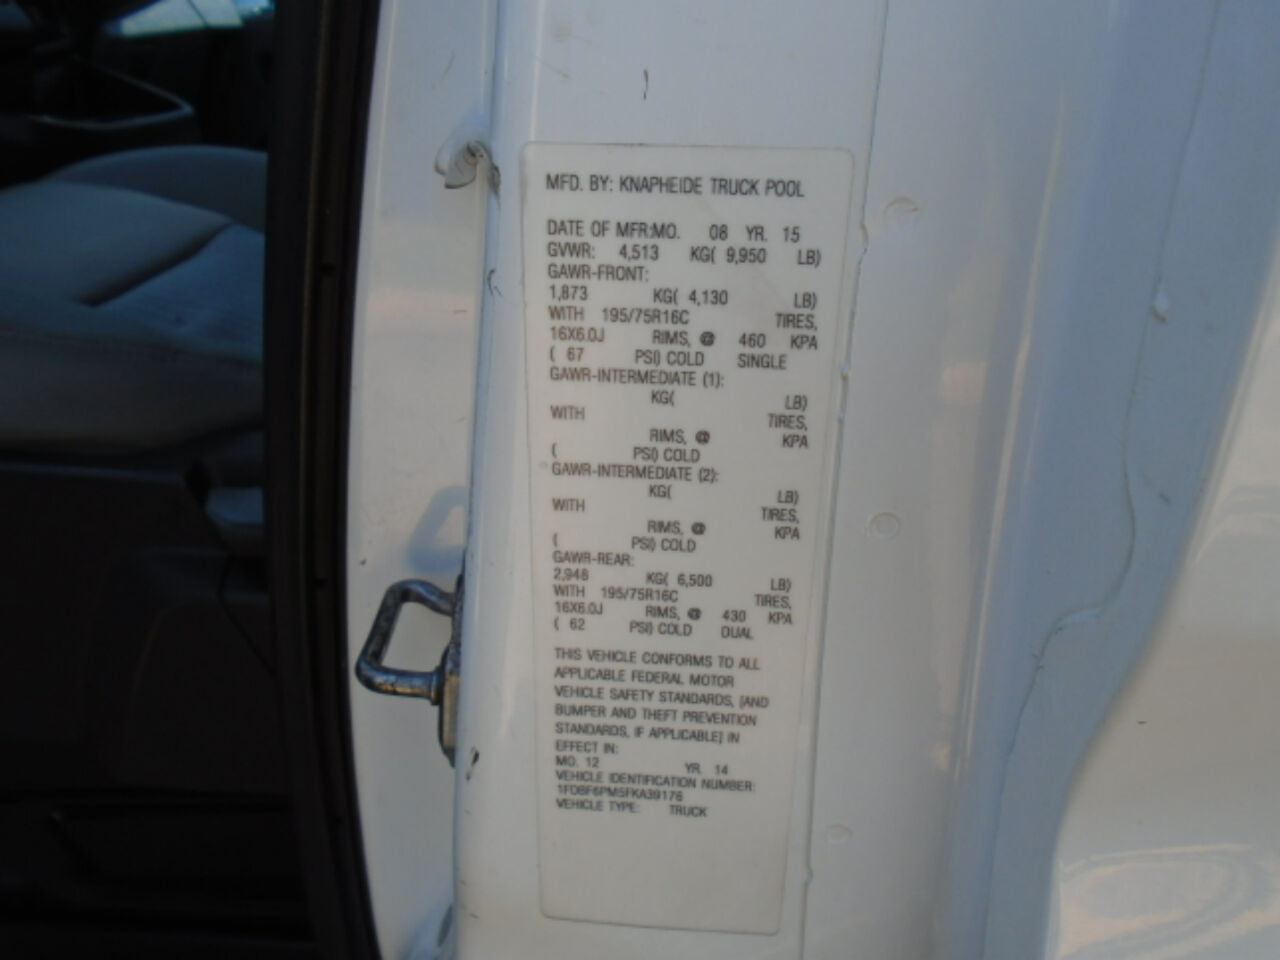 MFD. BY: KNAPHEIDE TRUCK POOL
DATE OF MFR:MO. 08 YR. 15
GVWR: 4,513 KG( 9,950 LB)
GAWR-FRONT:
1,873 KG( 4,130 LB)
WITH 195/75R16C TIRES,
16X6.0J RIMS, @ 460 KPA
( 67 PSI) COLD SINGLE
GAWR-INTERMEDIATE (1):
KG( LB)
WITH TIRES,
RIMS, @ KPA
( PSI) COLD
GAWR-INTERMEDIATE (2):
KG( LB)
WITH TIRES,
RIMS, @ KPA
( PSI) COLD
GAWR-REAR:
2,948 KG( 6,500 LB)
WITH 195/75R16C TIRES,
16X6.0J RIMS, @ 430 KPA
( 62 PSI) COLD DUAL
THIS VEHICLE CONFORMS TO ALL
APPLICABLE FEDERAL MOTOR
VEHICLE SAFETY STANDARDS, [AND
BUMPER AND THEFT PREVENTION
STANDARDS, IF APPLICABLE] IN
EFFECT IN:
MO. 12 YR. 14
VEHICLE IDENTIFICATION NUMBER:
1FDBF6PM5FKA39176
VEHICLE TYPE: TRUCK